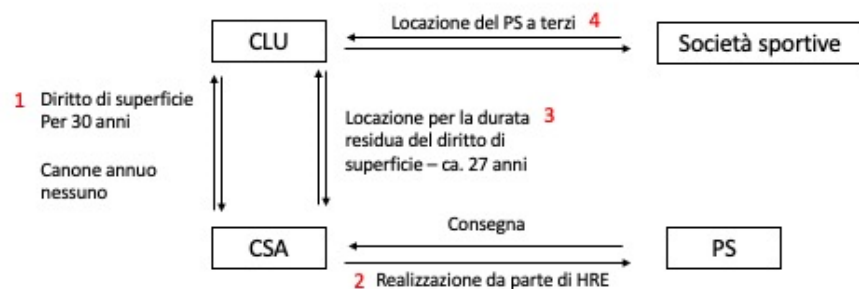 CLU
Locazione del PS a terzi 4
Società sportive
1 Diritto di superficie
Per 30 anni
Canone annuo
nessuno
Locazione per la durata 3
residua del diritto di
superficie – ca. 27 anni
CSA
Consegna
PS
2 Realizzazione da parte di HRE